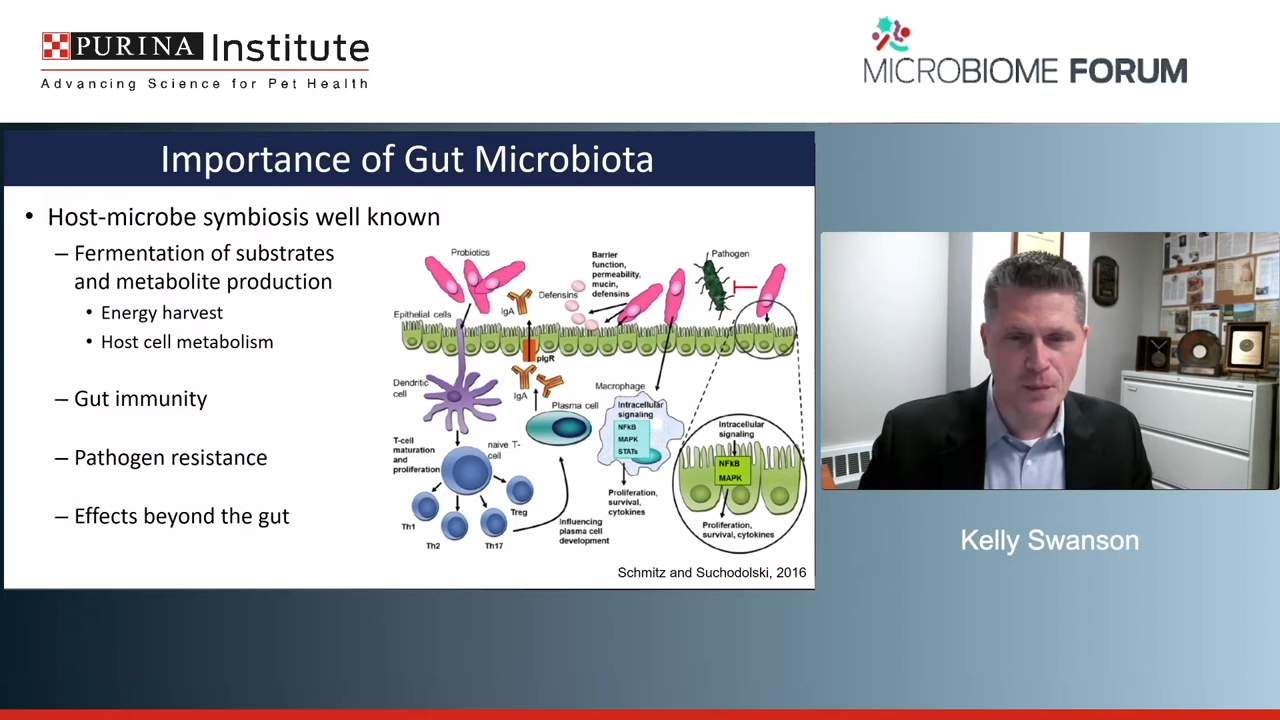 PURINA Institute
Advancing Science for Pet Health
MICROBIOME FORUM
Importance of Gut Microbiota
• Host-microbe symbiosis well known
– Fermentation of substrates
and metabolite production
• Energy harvest
• Host cell metabolism
– Gut immunity
– Pathogen resistance
– Effects beyond the gut
Probiotics
IgA
Defensins
Barrier
function,
permeability,
mucin,
defensins
Pathogen
Epithelial cells
pIgR
IgA
Dendritic
cell
Plasma cell
Macrophage
Intracellular
signaling
NFkB
MAPK
STATs
Intracellular
signaling
NFkB
MAPK
T-cell
maturation
and
proliferation
naive T-
cell
Treg
Th1
Th2
Th17
Influencing
plasma cell
development
Proliferation,
survival,
cytokines
Proliferation,
survival, cytokines
Schmitz and Suchodolski, 2016
Kelly Swanson